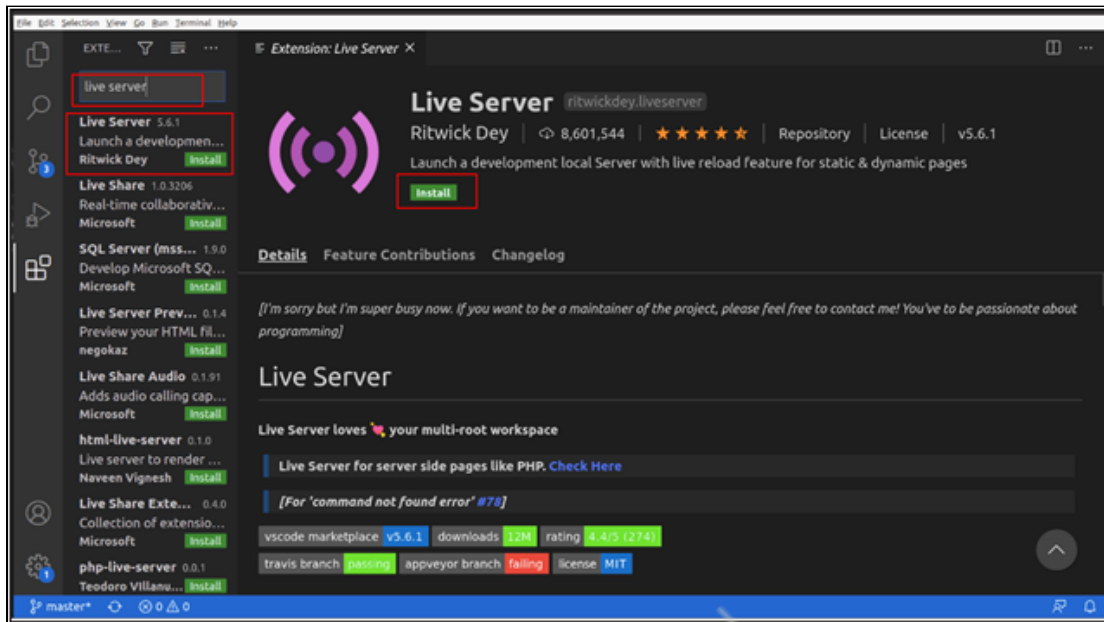 File Edit Selection View Go Run Terminal Help
EXTE...
live server
Live Server 5.6.1
Launch a developmen...
Ritwick Dey Install
Live Share 1.0.3206
Real-time collaborativ...
Microsoft Install
SQL Server (mss... 1.9.0
Develop Microsoft SQ...
Microsoft Install
Live Server Prev... 0.1.4
Preview your HTML fil...
negokaz Install
Live Share Audio 0.1.91
Adds audio calling cap...
Microsoft Install
html-live-server 0.1.0
Live server to render ...
Naveen Vignesh Install
Live Share Exte... 0.4.0
Collection of extensio...
Microsoft Install
php-live-server 0.0.1
Teodoro VIllanu... Install
3
1
Extension: Live Server
Live Server ritwickdey.liveserver
Ritwick Dey 8,601,544 Repository License v5.6.1
Launch a development local Server with live reload feature for static & dynamic pages
Install
Details Feature Contributions Changelog
[I'm sorry but I'm super busy now. If you want to be a maintainer of the project, please feel free to contact me! You've to be passionate about
programming]
Live Server
Live Server loves 💘 your multi-root workspace
Live Server for server side pages like PHP. Check Here
[For 'command not found error' #78]
vscode marketplace v5.6.1 downloads 12M rating 4.4/5 (274)
travis branch passing appveyor branch failing license MIT
master* 0 0